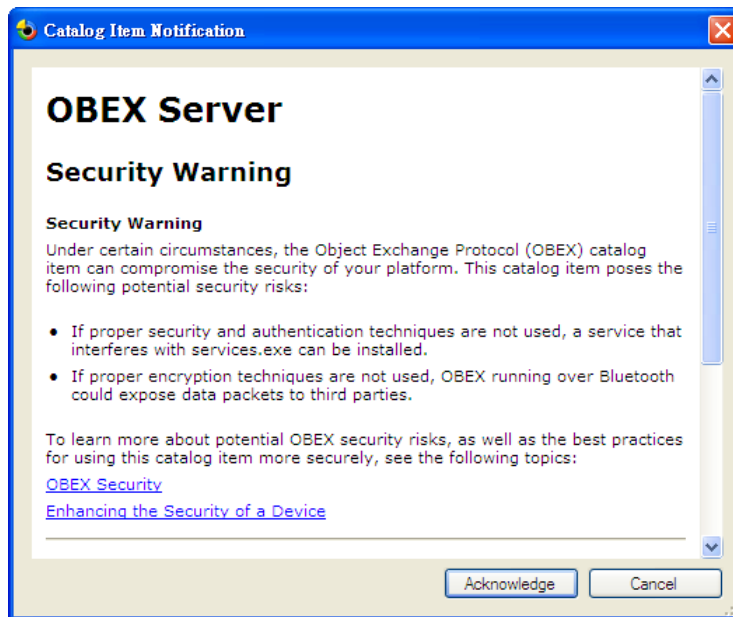 Catalog Item Notification
OBEX Server
Security Warning
Security Warning
Under certain circumstances, the Object Exchange Protocol (OBEX) catalog
item can compromise the security of your platform. This catalog item poses the
following potential security risks:
● If proper security and authentication techniques are not used, a service that
interferes with services.exe can be installed.
● If proper encryption techniques are not used, OBEX running over Bluetooth
could expose data packets to third parties.
To learn more about potential OBEX security risks, as well as the best practices
for using this catalog item more securely, see the following topics:
OBEX Security
Enhancing the Security of a Device
Acknowledge
Cancel